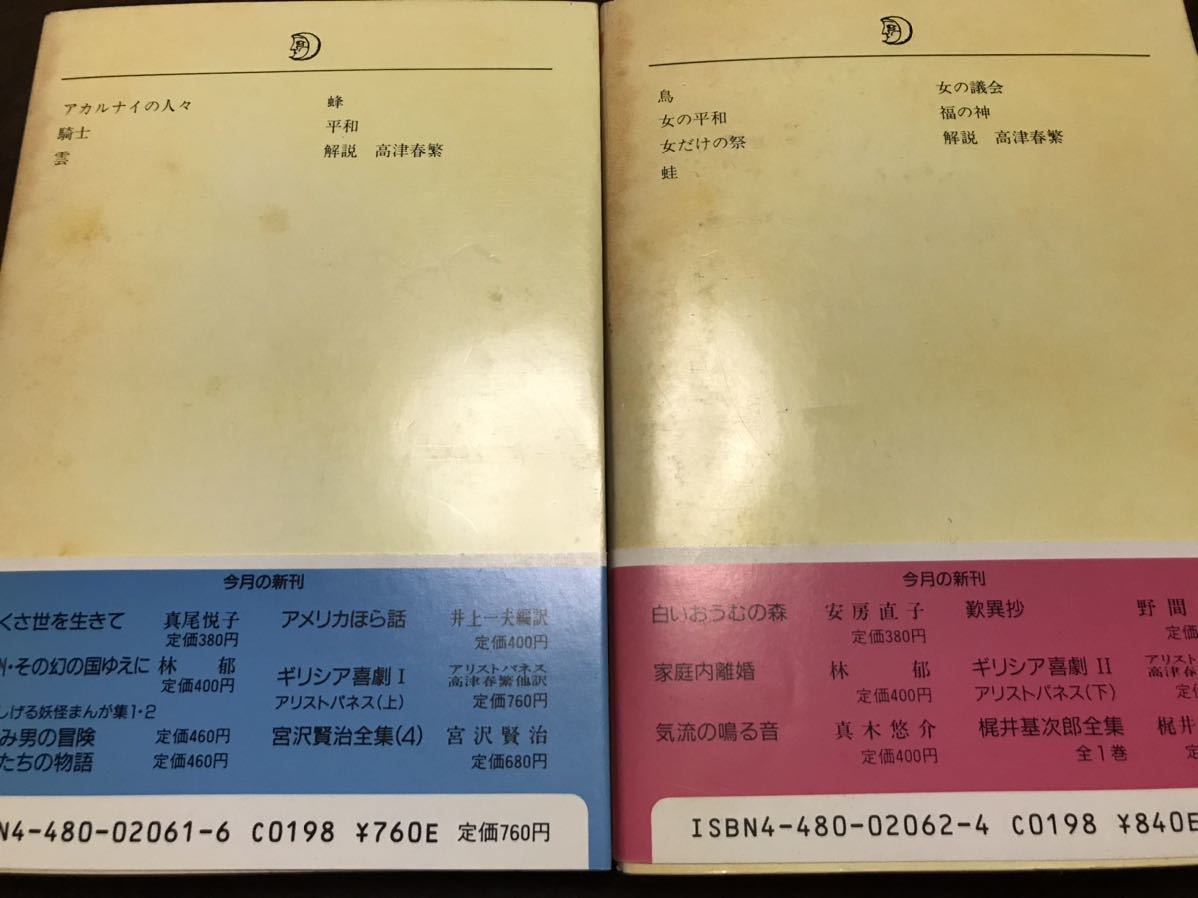 アカルナイの人々
騎士
雲
蜂
平和
解説 高津春繁
今月の新刊
くさ世を生きて 真尾悦子
定価380円
・その幻の国ゆえに 林 郁
定価400円
しげる妖怪まんが集1・2
み男の冒険 定価460円
たちの物語 定価460円
アメリカほら話 井上一夫編訳
定価400円
ギリシア喜劇 I アリストパネス
高津春繁他訳
アリストパネス(上) 定価760円
宮沢賢治全集(4) 宮沢賢治
定価680円
N4-480-02061-6 C0198 ¥760E 定価760円
鳥
女の平和
女だけの祭
蛙
女の議会
福の神
解説 高津春繁
今月の新刊
白いおうむの森 安房直子
定価380円
家庭内離婚 林 郁
定価400円
気流の鳴る音 真木悠介
定価400円
歎異抄 野間
定価
ギリシア喜劇 II アリスト
高津春
アリストパネス(下) 定
梶井基次郎全集 梶井
全1巻 定
ISBN4-480-02062-4 C0198 ¥840E